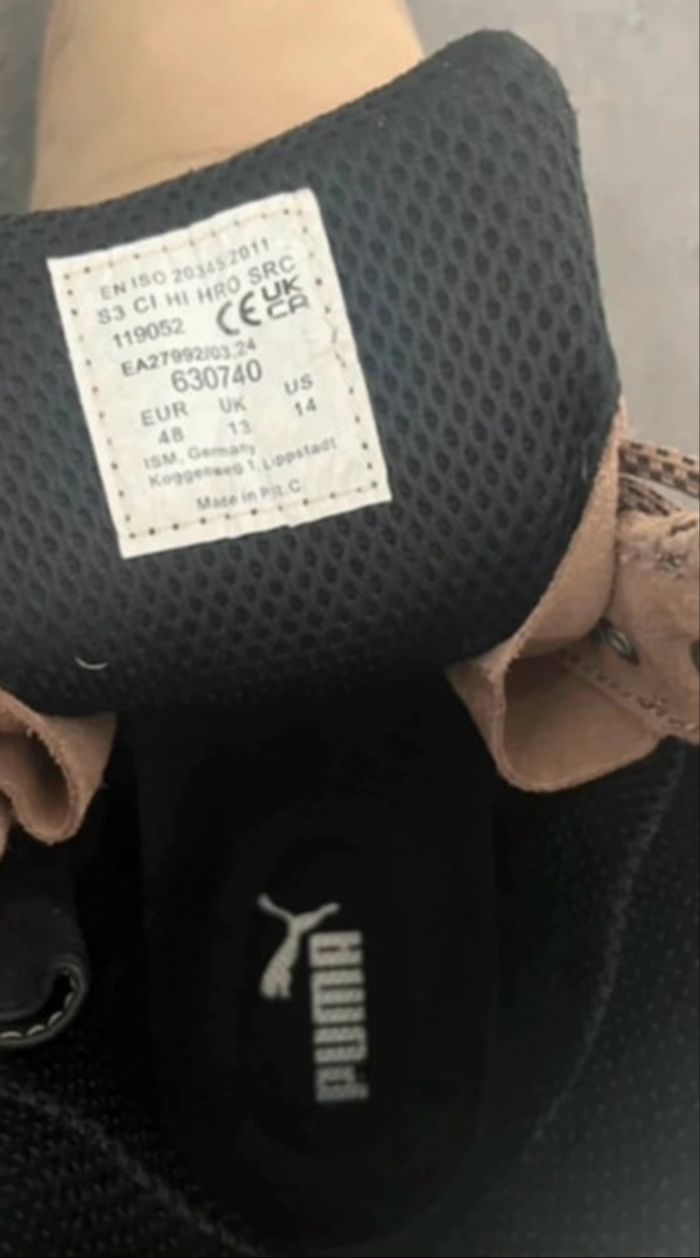 EN ISO 20345:2011
S3 CI HI HRO SRC
119052 CE UK CA
EA27992/03.24
630740
EUR UK US
48 13 14
ISM, Germany
Koggenweg 1, Lippstadt
Made in P.R.C.
PUMA